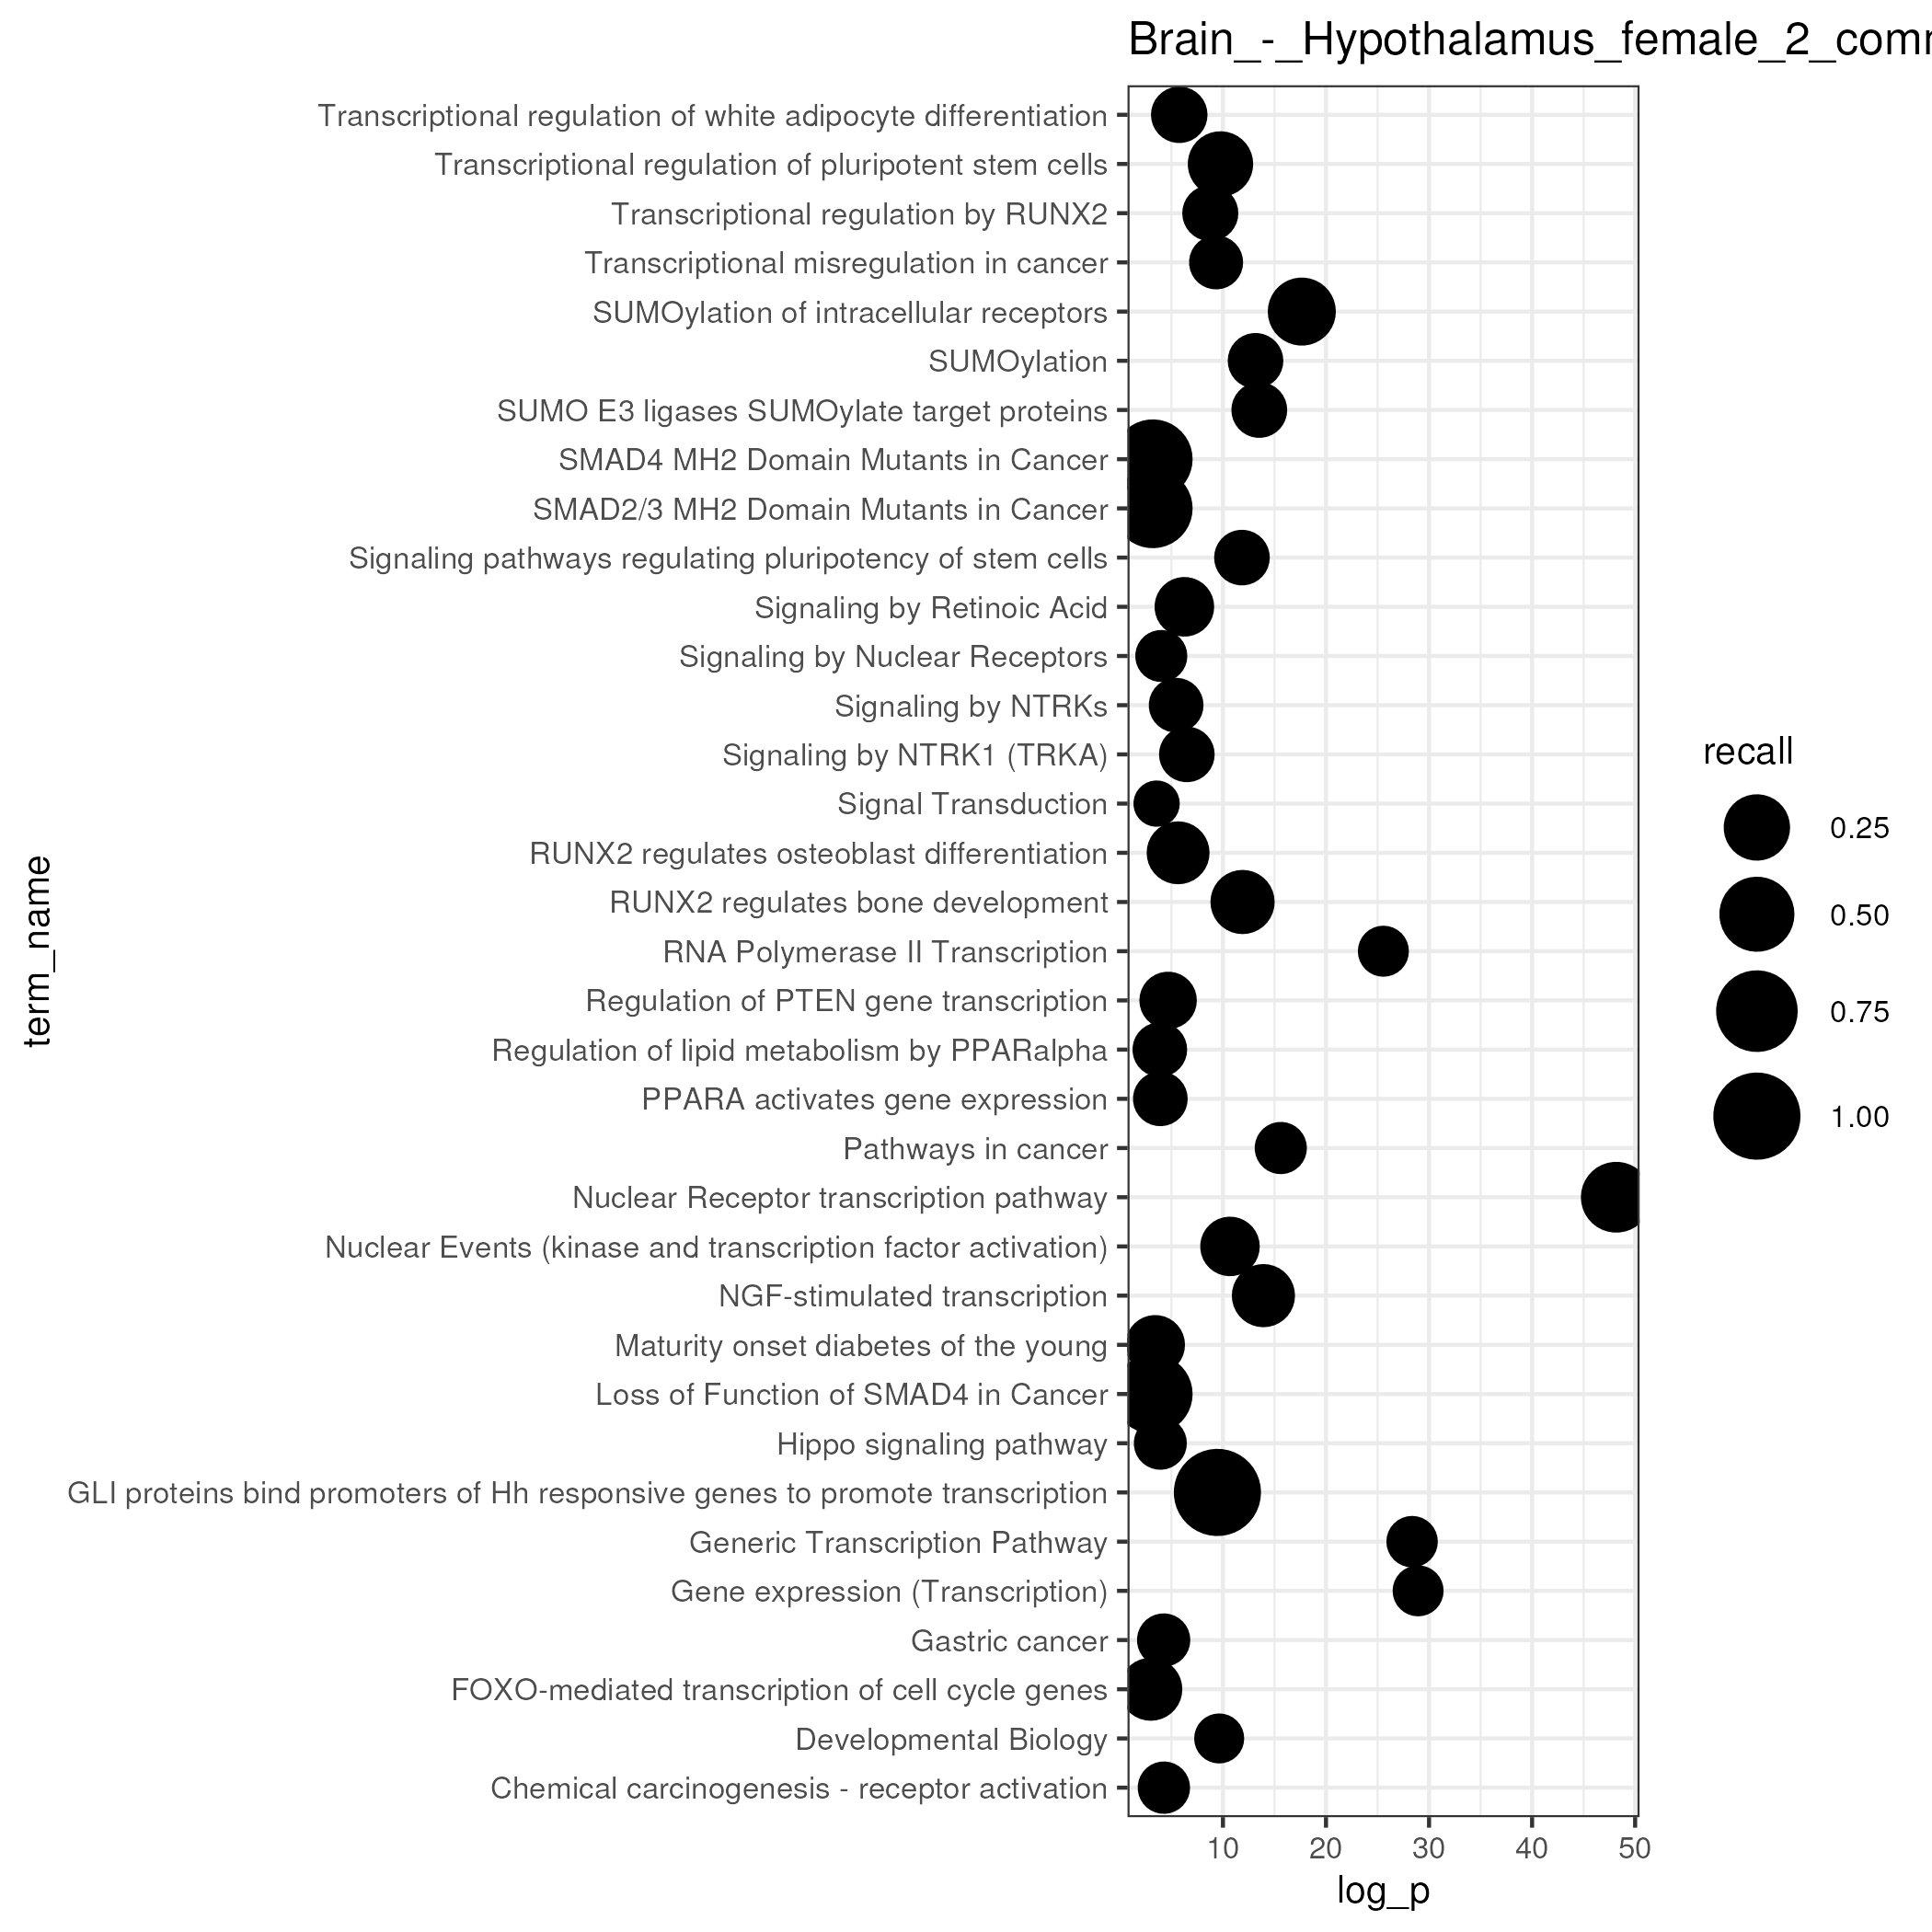 Brain_-_Hypothalamus_female_2_com
Transcriptional regulation of white adipocyte differentiation
Transcriptional regulation of pluripotent stem cells
Transcriptional regulation by RUNX2
Transcriptional misregulation in cancer
SUMOylation of intracellular receptors
SUMOylation
SUMO E3 ligases SUMOylate target proteins
SMAD4 MH2 Domain Mutants in Cancer
SMAD2/3 MH2 Domain Mutants in Cancer
Signaling pathways regulating pluripotency of stem cells
Signaling by Retinoic Acid
Signaling by Nuclear Receptors
Signaling by NTRKs
Signaling by NTRK1 (TRKA)
Signal Transduction
RUNX2 regulates osteoblast differentiation
RUNX2 regulates bone development
RNA Polymerase II Transcription
Regulation of PTEN gene transcription
Regulation of lipid metabolism by PPARalpha
PPARA activates gene expression
Pathways in cancer
Nuclear Receptor transcription pathway
Nuclear Events (kinase and transcription factor activation)
NGF-stimulated transcription
Maturity onset diabetes of the young
Loss of Function of SMAD4 in Cancer
Hippo signaling pathway
GLI proteins bind promoters of Hh responsive genes to promote transcription
Generic Transcription Pathway
Gene expression (Transcription)
Gastric cancer
FOXO-mediated transcription of cell cycle genes
Developmental Biology
Chemical carcinogenesis - receptor activation
term_name
10 20 30 40 50
log_p
recall
0.25
0.50
0.75
1.00